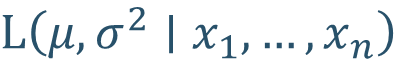 L(μ, σ² ∣ x₁, …, xₙ)